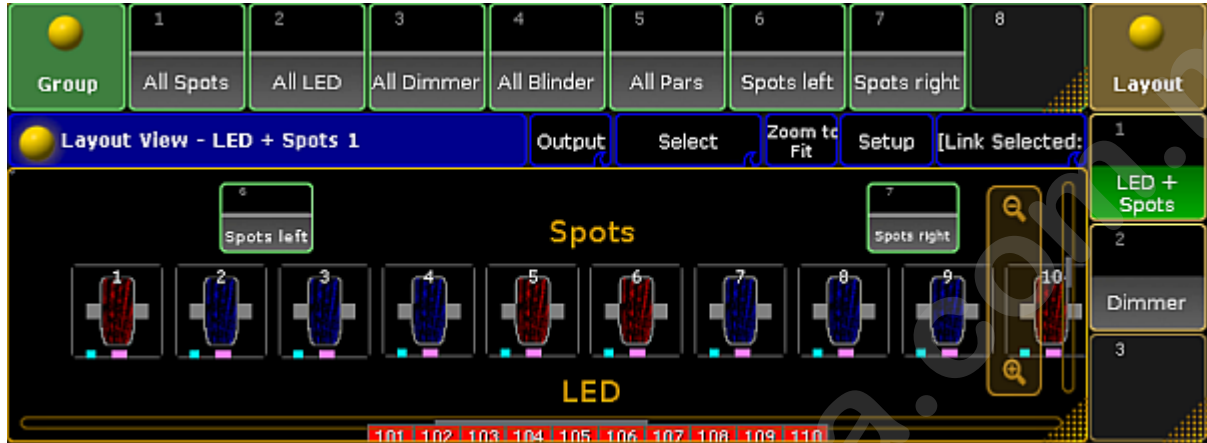 1 2 3 4 5 6 7 8
Group All Spots All LED All Dimmer All Blinder All Pars Spots left Spots right Layout
Layout View - LED + Spots 1 Output Select Zoom to Fit Setup [Link Selected:
1
LED +
Spots
6 7
Spots left Spots Spots right
2
1 2 3 4 5 6 7 8 9 10
Dimmer
3
LED
101 102 103 104 105 106 107 108 109 110